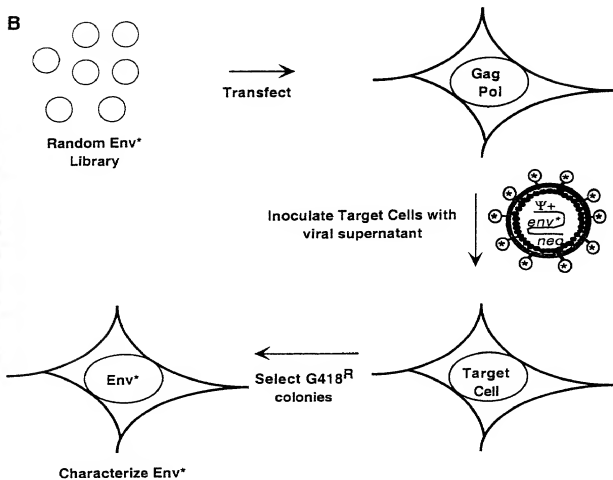 B
Random Env*
Library
Transfect
Gag
Pol
Inoculate Target Cells with
viral supernatant
Ψ+
env*
neo
Target
Cell
Select G418R
colonies
Env*
Characterize Env*